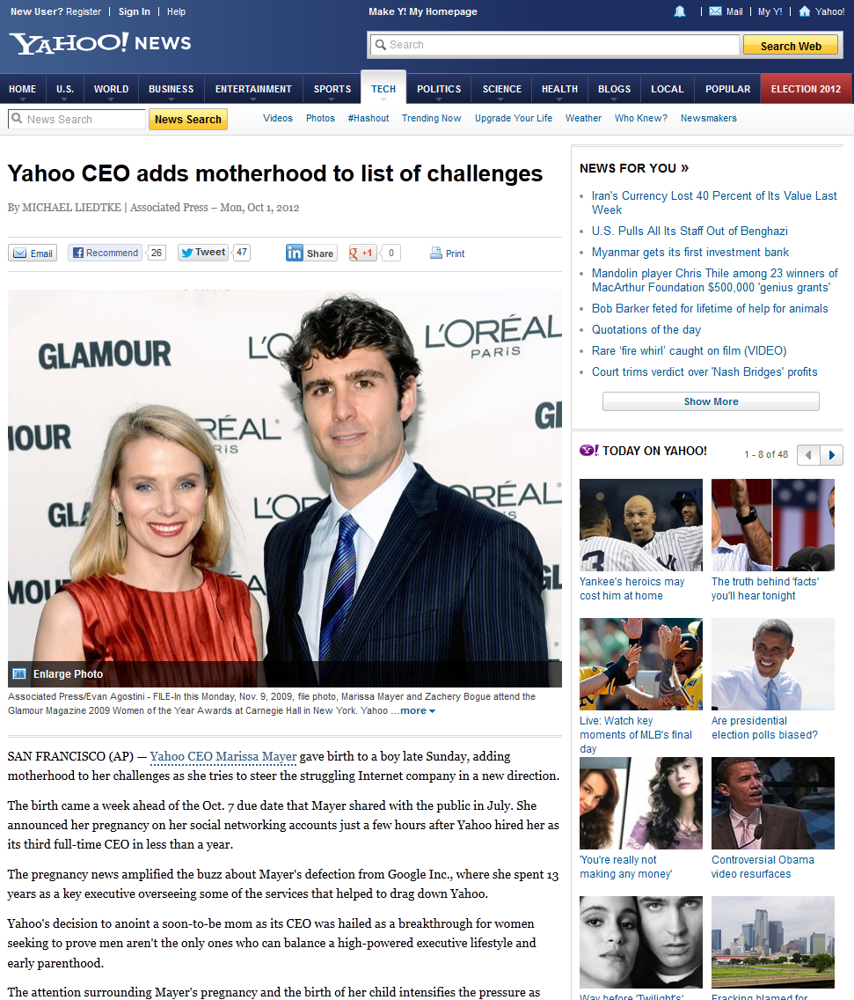 New User? Register | Sign In | Help
Make Y! My Homepage
Mail | My Y! | Yahoo!
YAHOO! NEWS
Search
Search Web
HOME U.S. WORLD BUSINESS ENTERTAINMENT SPORTS TECH POLITICS SCIENCE HEALTH BLOGS LOCAL POPULAR ELECTION 2012
News Search
News Search
Videos Photos #Hashout Trending Now Upgrade Your Life Weather Who Knew? Newsmakers
Yahoo CEO adds motherhood to list of challenges
By MICHAEL LIEDTKE | Associated Press – Mon, Oct 1, 2012
Email Recommend 26 Tweet 47 in Share g +1 0 Print
GLAMOUR
L'O
L'ORÉAL
PARIS
MOUR
RÉAL
PARIS
GL
GLA
L'OR
ORÉAL
RIS
MOU
A
GL
Enlarge Photo
Associated Press/Evan Agostini - FILE-In this Monday, Nov. 9, 2009, file photo, Marissa Mayer and Zachery Bogue attend the
Glamour Magazine 2009 Women of the Year Awards at Carnegie Hall in New York. Yahoo ...more
SAN FRANCISCO (AP) — Yahoo CEO Marissa Mayer gave birth to a boy late Sunday, adding
motherhood to her challenges as she tries to steer the struggling Internet company in a new direction.
The birth came a week ahead of the Oct. 7 due date that Mayer shared with the public in July. She
announced her pregnancy on her social networking accounts just a few hours after Yahoo hired her as
its third full-time CEO in less than a year.
The pregnancy news amplified the buzz about Mayer's defection from Google Inc., where she spent 13
years as a key executive overseeing some of the services that helped to drag down Yahoo.
Yahoo's decision to anoint a soon-to-be mom as its CEO was hailed as a breakthrough for women
seeking to prove men aren't the only ones who can balance a high-powered executive lifestyle and
early parenthood.
The attention surrounding Mayer's pregnancy and the birth of her child intensifies the pressure as
NEWS FOR YOU »
Iran's Currency Lost 40 Percent of Its Value Last
Week
U.S. Pulls All Its Staff Out of Benghazi
Myanmar gets its first investment bank
Mandolin player Chris Thile among 23 winners of
MacArthur Foundation $500,000 'genius grants'
Bob Barker feted for lifetime of help for animals
Quotations of the day
Rare ‘fire whirl’ caught on film (VIDEO)
Court trims verdict over 'Nash Bridges' profits
Show More
Y! TODAY ON YAHOO!
1 - 8 of 48
3
Yankee's heroics may
cost him at home
The truth behind 'facts'
you'll hear tonight
Live: Watch key
moments of MLB's final
day
Are presidential
election polls biased?
'You're really not
making any money'
Controversial Obama
video resurfaces
Way before 'Twilight's'
Fracking blamed for